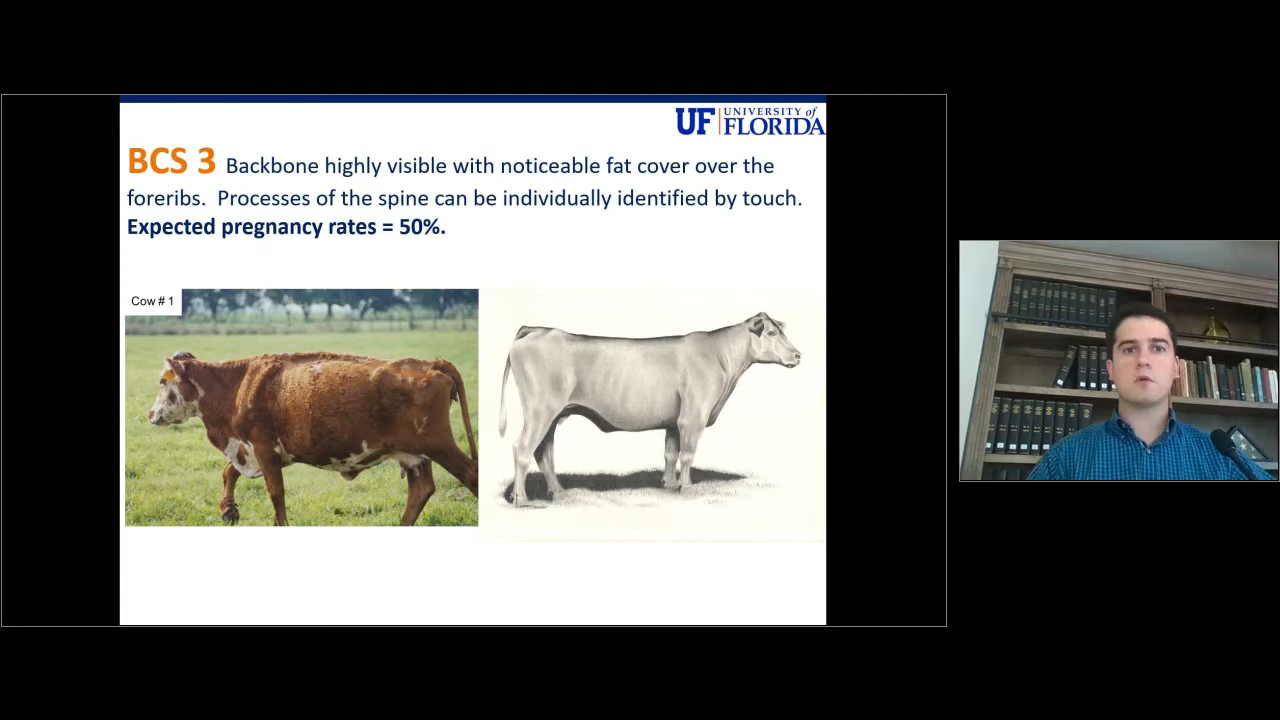 UF UNIVERSITY of
FLORIDA
BCS 3 Backbone highly visible with noticeable fat cover over the
foreribs. Processes of the spine can be individually identified by touch.
Expected pregnancy rates = 50%.
Cow # 1